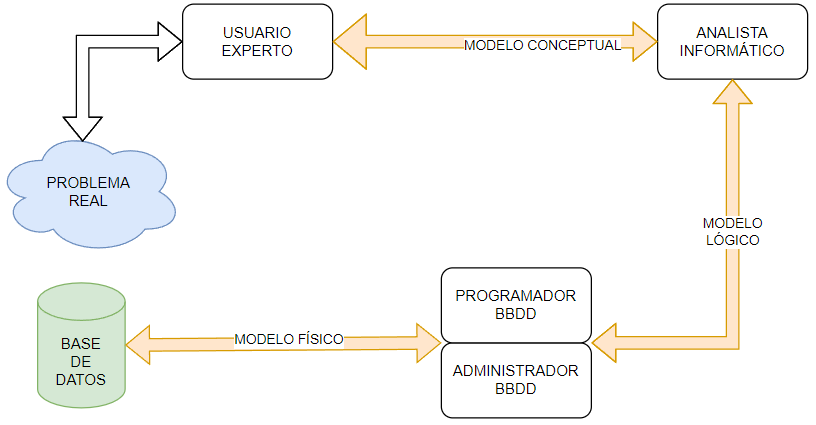 USUARIO
EXPERTO
MODELO CONCEPTUAL
ANALISTA
INFORMÁTICO
PROBLEMA
REAL
MODELO
LÓGICO
PROGRAMADOR
BBDD
ADMINISTRADOR
BBDD
MODELO FÍSICO
BASE
DE
DATOS